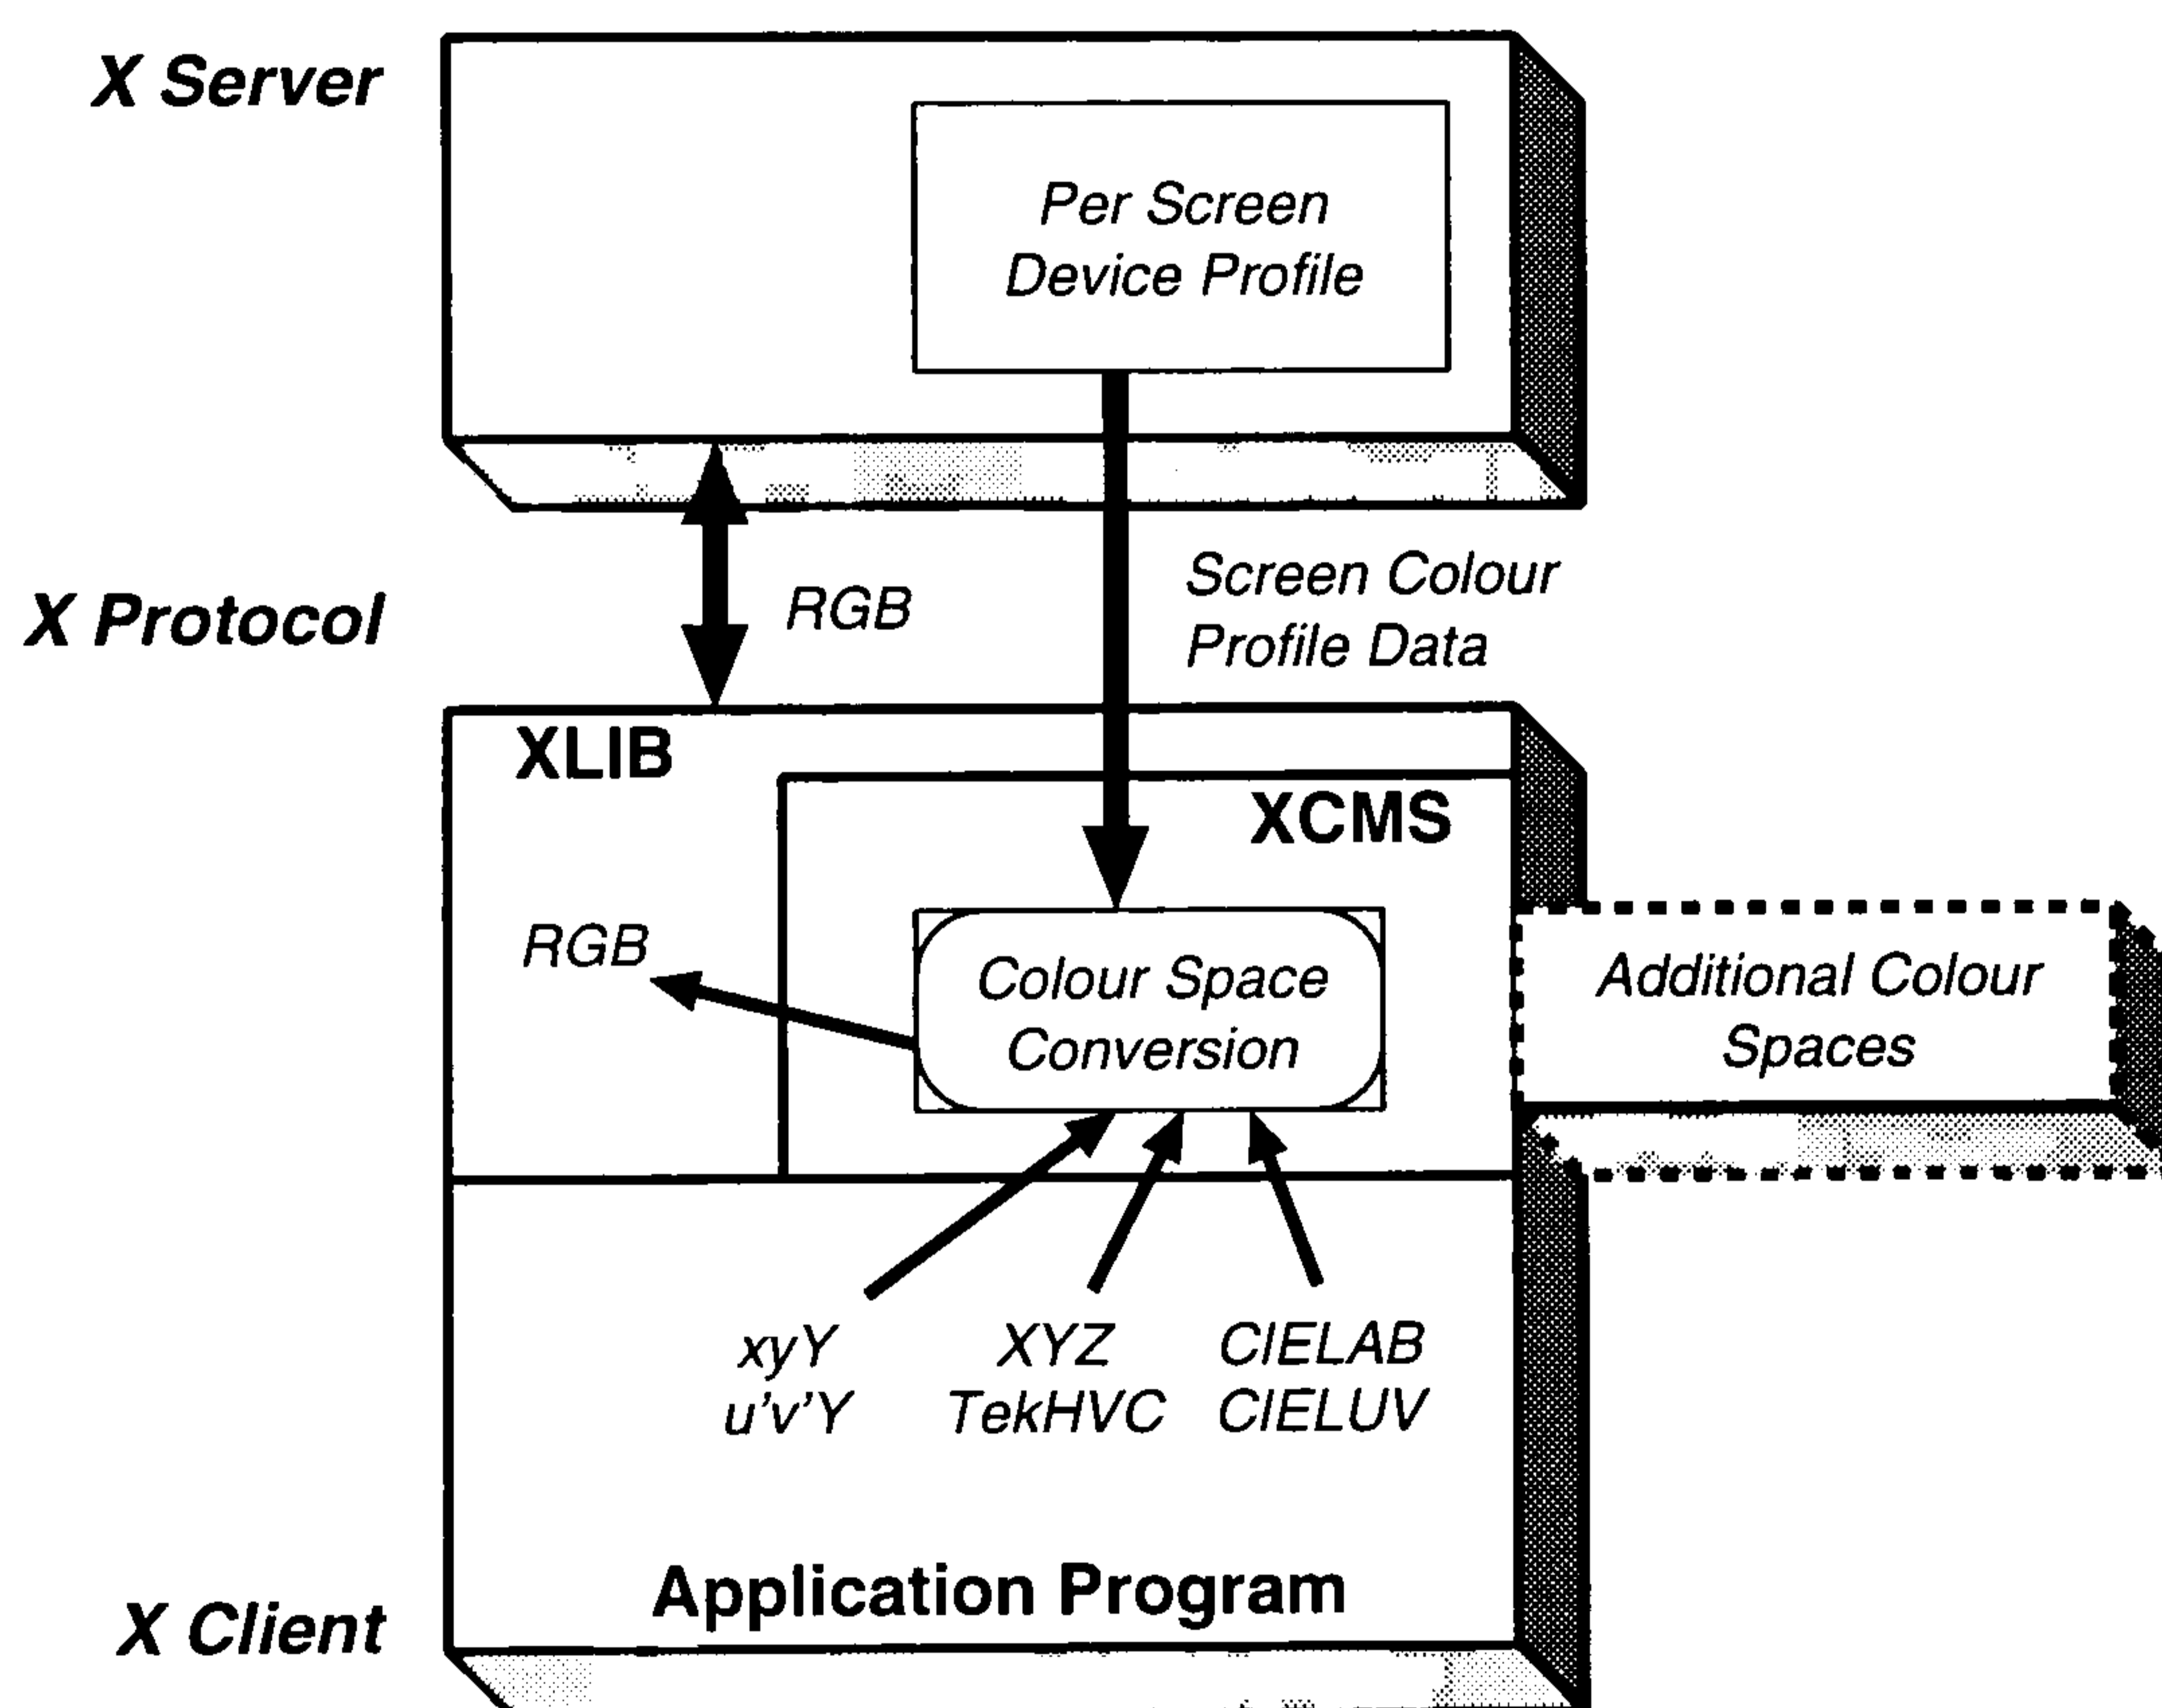 X Server
Per Screen
Device Profile
X Protocol
RGB
Screen Colour
Profile Data
XLIB
XCMS
RGB
Colour Space
Conversion
Additional Colour
Spaces
xyY
u'v'Y
XYZ
TekHVC
CIELAB
CIELUV
Application Program
X Client